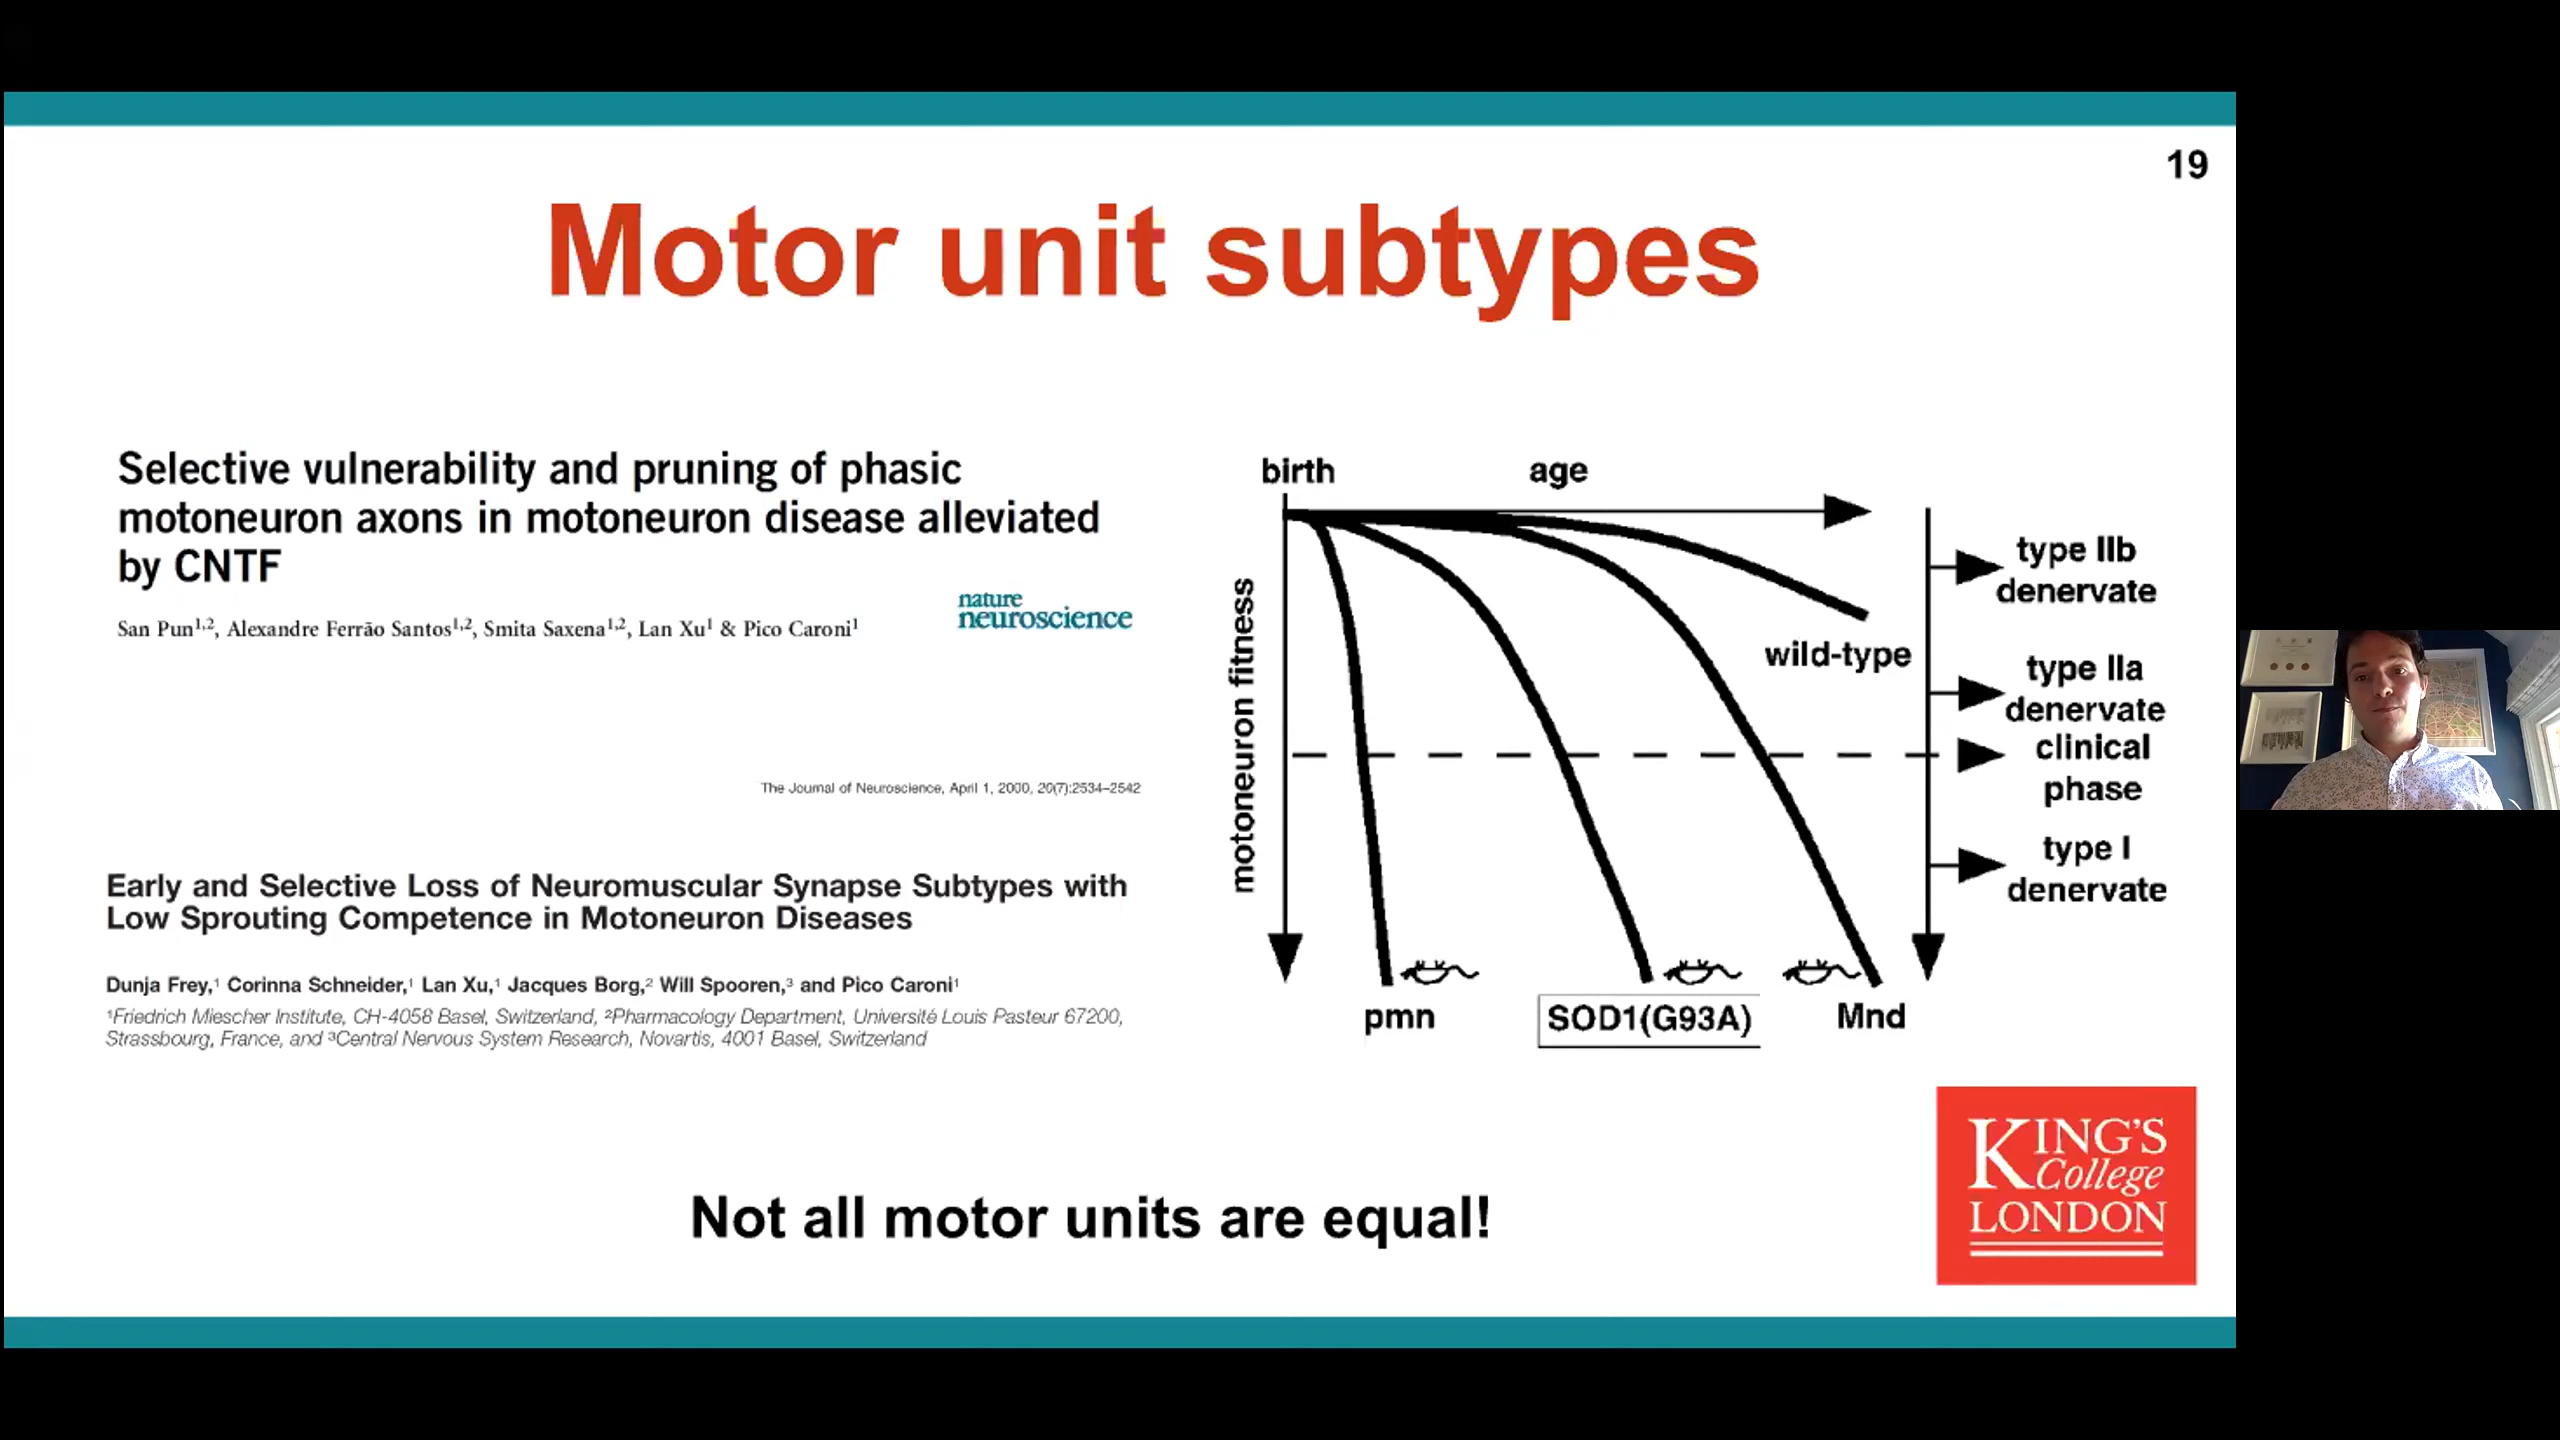 19
Motor unit subtypes
Selective vulnerability and pruning of phasic
motoneuron axons in motoneuron disease alleviated
by CNTF
San Pun1,2, Alexandre Ferrão Santos1,2, Smita Saxena1,2, Lan Xu1 & Pico Caroni1
nature
neuroscience
The Journal of Neuroscience, April 1, 2000, 20(7):2534–2542
Early and Selective Loss of Neuromuscular Synapse Subtypes with
Low Sprouting Competence in Motoneuron Diseases
Dunja Frey,1 Corinna Schneider,1 Lan Xu,1 Jacques Borg,2 Will Spooren,3 and Pico Caroni1
1Friedrich Miescher Institute, CH-4058 Basel, Switzerland, 2Pharmacology Department, Université Louis Pasteur 67200,
Strassbourg, France, and 3Central Nervous System Research, Novartis, 4001 Basel, Switzerland
birth
age
motoneuron fitness
wild-type
type IIb
denervate
type IIa
denervate
clinical
phase
type I
denervate
pmn
SOD1(G93A)
Mnd
Not all motor units are equal!
KING'S
College
LONDON